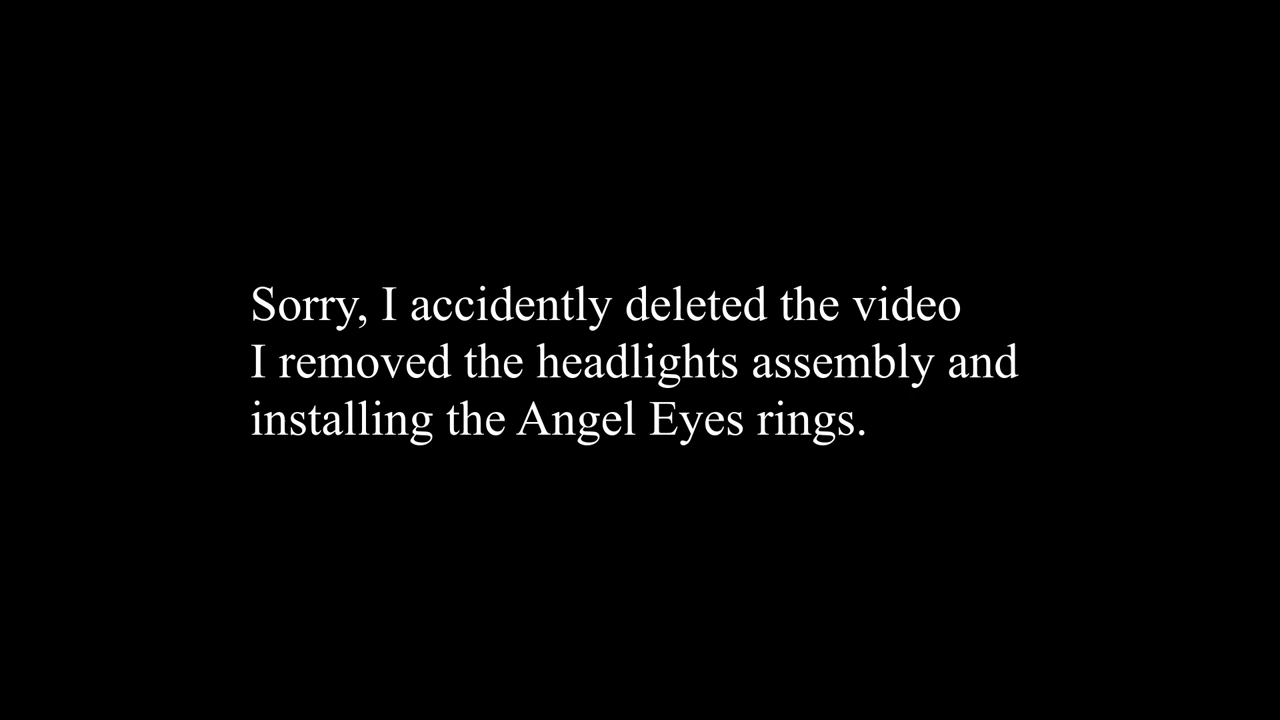 Sorry, I accidently deleted the video
I removed the headlights assembly and
installing the Angel Eyes rings.